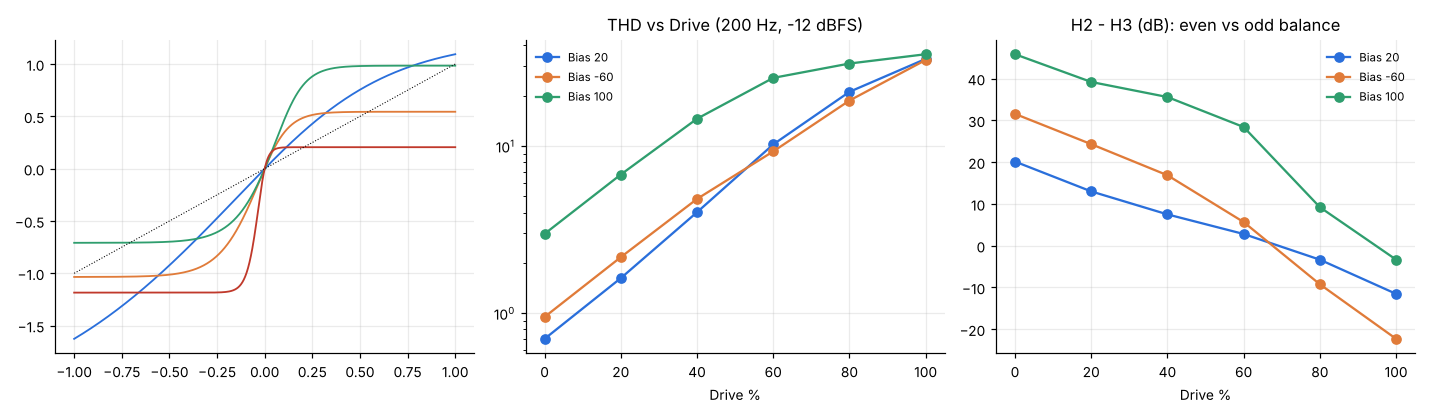 1.0
0.5
0.0
−0.5
−1.0
−1.5
−1.00 −0.75 −0.50 −0.25 0.00 0.25 0.50 0.75 1.00
THD vs Drive (200 Hz, -12 dBFS)
Bias 20
Bias -60
Bias 100
10¹
10⁰
0 20 40 60 80 100
Drive %
H2 - H3 (dB): even vs odd balance
Bias 20
Bias -60
Bias 100
40
30
20
10
0
−10
−20
0 20 40 60 80 100
Drive %